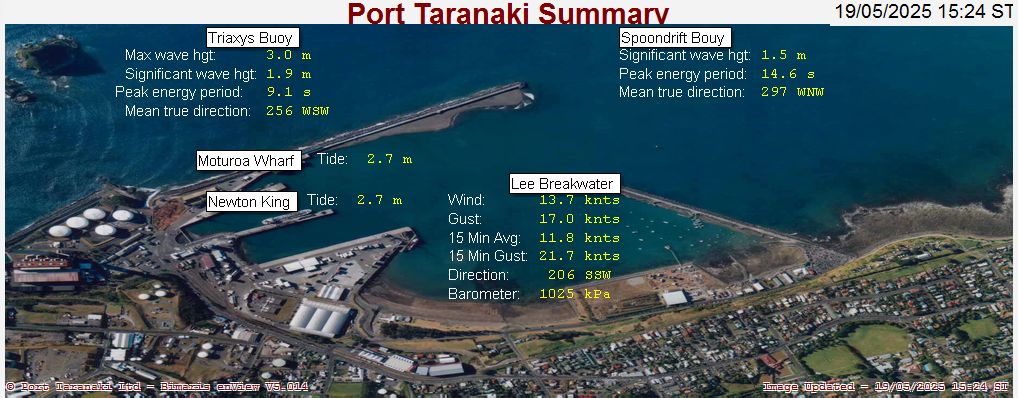 Port Taranaki Summary
19/05/2025 15:24 ST
Triaxys Buoy
Max wave hgt: 3.0 m
Significant wave hgt: 1.9 m
Peak energy period: 9.1 s
Mean true direction: 256 WSW
Spoondrift Bouy
Significant wave hgt: 1.5 m
Peak energy period: 14.6 s
Mean true direction: 297 WNW
Moturoa Wharf Tide: 2.7 m
Newton King Tide: 2.7 m
Lee Breakwater
Wind: 13.7 knts
Gust: 17.0 knts
15 Min Avg: 11.8 knts
15 Min Gust: 21.7 knts
Direction: 206 SSW
Barometer: 1025 kPa
© Port Taranaki Ltd - Bimaris enView V5.014
Image Updated - 19/05/2025 15:24 ST